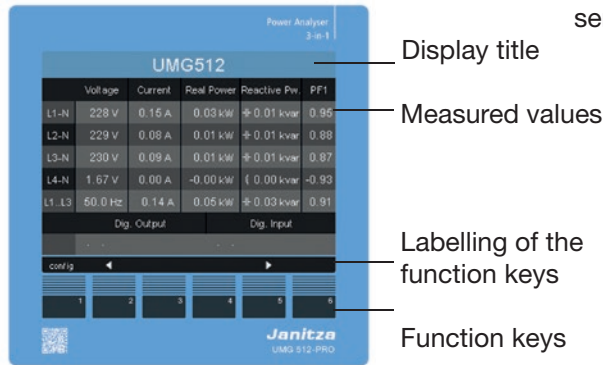 se
Power Analyser
3-in-1
UMG512
Display title
Voltage Current Real Power Reactive Pw. PF1
L1-N 228 V 0.15 A 0.03 kW ⸭ 0.01 kvar 0.95
Measured values
L2-N 229 V 0.08 A 0.01 kW ⸭ 0.01 kvar 0.88
L3-N 230 V 0.09 A 0.01 kW ⸭ 0.01 kvar 0.87
L4-N 1.67 V 0.00 A -0.00 kW ( 0.00 kvar -0.93
L1..L3 50.0 Hz 0.14 A 0.05 kW ⸭ 0.03 kvar 0.91
Dig. Output Dig. Input
Labelling of the
function keys
config ◀ ▶
1 2 3 4 5 6
Function keys
Janitza
UMG 512-PRO